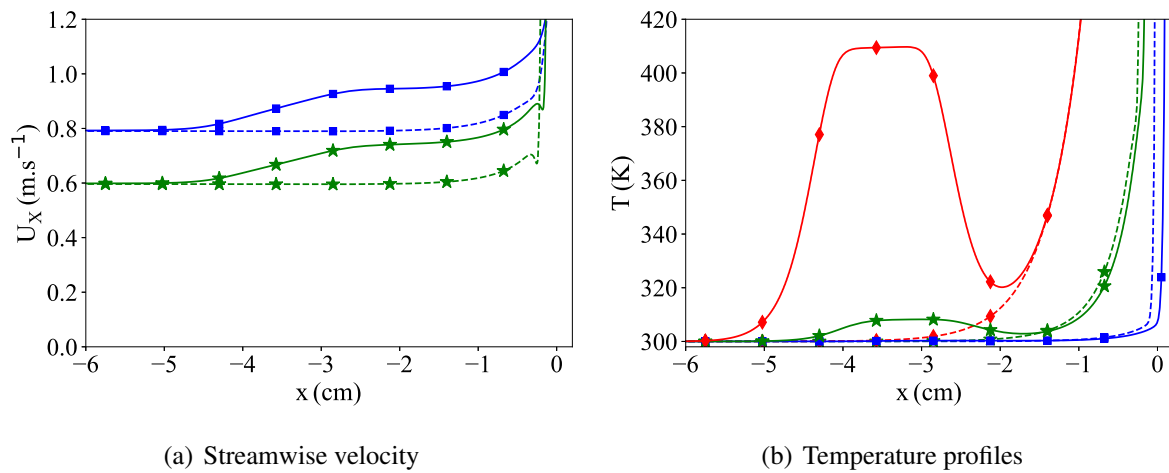 1.2
1.0
0.8
0.6
0.4
0.2
0.0
U_X (m.s⁻¹)
−6 −5 −4 −3 −2 −1 0
x (cm)
420
400
380
360
340
320
300
T (K)
−6 −5 −4 −3 −2 −1 0
x (cm)
(a) Streamwise velocity
(b) Temperature profiles